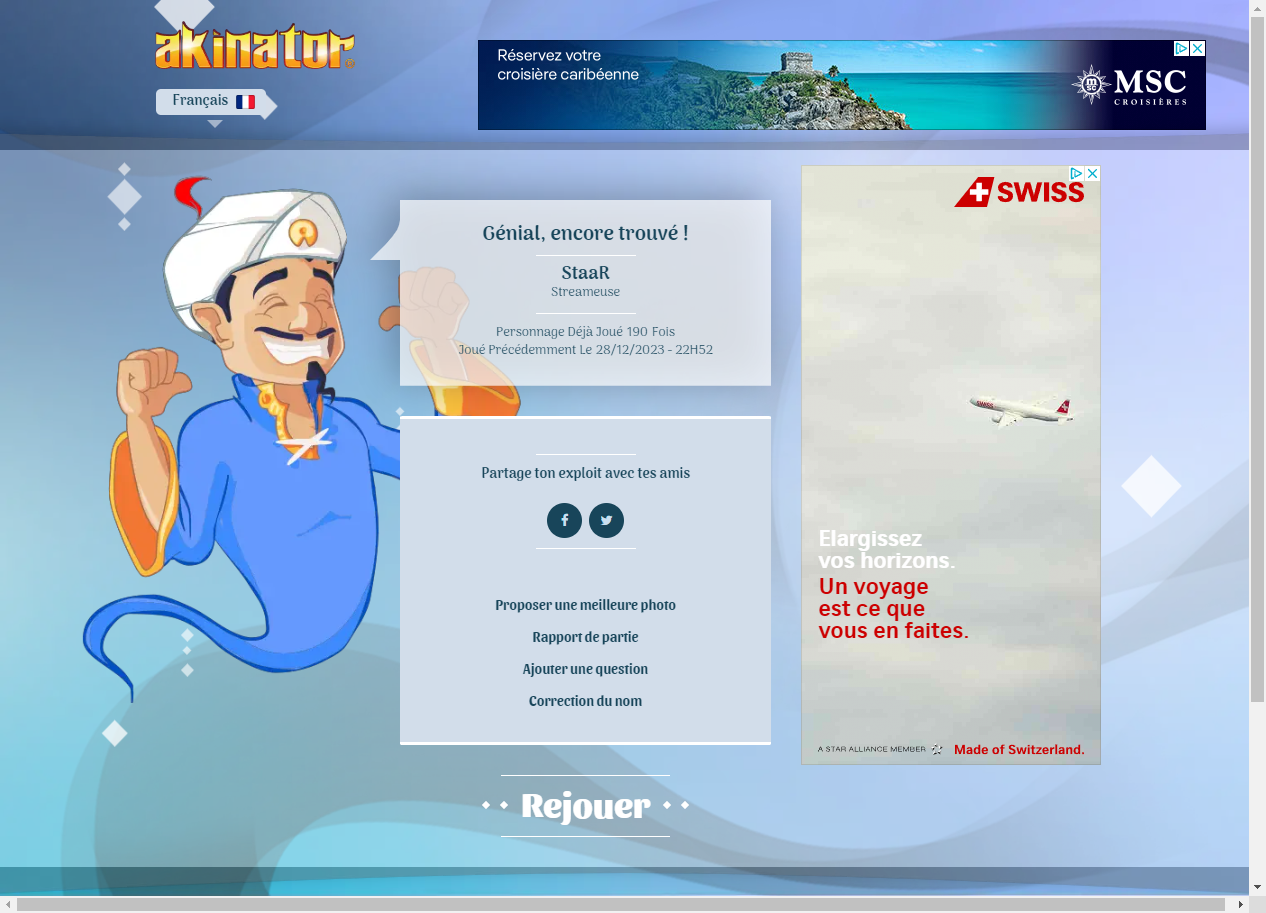 akinator
Français
Réservez votre
croisière caribéenne
msc
MSC
CROISIÈRES
Génial, encore trouvé !
StaaR
Streameuse
Personnage Déjà Joué 190 Fois
Joué Précédemment Le 28/12/2023 - 22H52
Partage ton exploit avec tes amis
Proposer une meilleure photo
Rapport de partie
Ajouter une question
Correction du nom
Rejouer
SWISS
SWISS
Elargissez
vos horizons.
Un voyage
est ce que
vous en faites.
A STAR ALLIANCE MEMBER
Made of Switzerland.